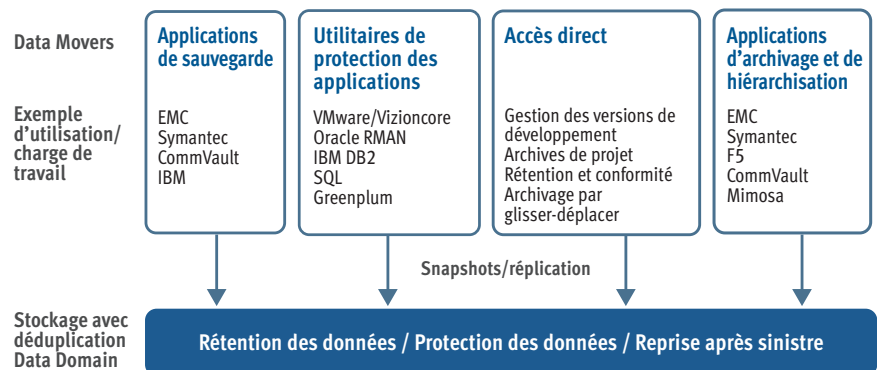 Data Movers
Applications
de sauvegarde
Utilitaires de
protection des
applications
Accès direct
Applications
d'archivage et de
hiérarchisation
Exemple
d'utilisation/
charge de
travail
EMC
Symantec
CommVault
IBM
VMware/Vizioncore
Oracle RMAN
IBM DB2
SQL
Greenplum
Gestion des versions de
développement
Archives de projet
Rétention et conformité
Archivage par
glisser-déplacer
EMC
Symantec
F5
CommVault
Mimosa
Snapshots/réplication
Stockage avec
déduplication
Data Domain
Rétention des données / Protection des données / Reprise après sinistre